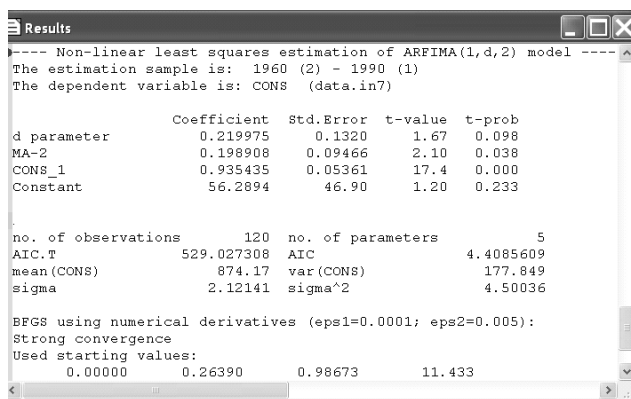 Results
---- Non-linear least squares estimation of ARFIMA(1,d,2) model ----
The estimation sample is:  1960 (2) - 1990 (1)
The dependent variable is: CONS  (data.in7)
Coefficient  Std.Error  t-value  t-prob
d parameter  0.219975  0.1320  1.67  0.098
MA-2  0.198908  0.09466  2.10  0.038
CONS_1  0.935435  0.05361  17.4  0.000
Constant  56.2894  46.90  1.20  0.233
no. of observations  120  no. of parameters  5
AIC.T  529.027308  AIC  4.4085609
mean(CONS)  874.17  var(CONS)  177.849
sigma  2.12141  sigma^2  4.50036
BFGS using numerical derivatives (eps1=0.0001; eps2=0.005):
Strong convergence
Used starting values:
0.00000  0.26390  0.98673  11.433